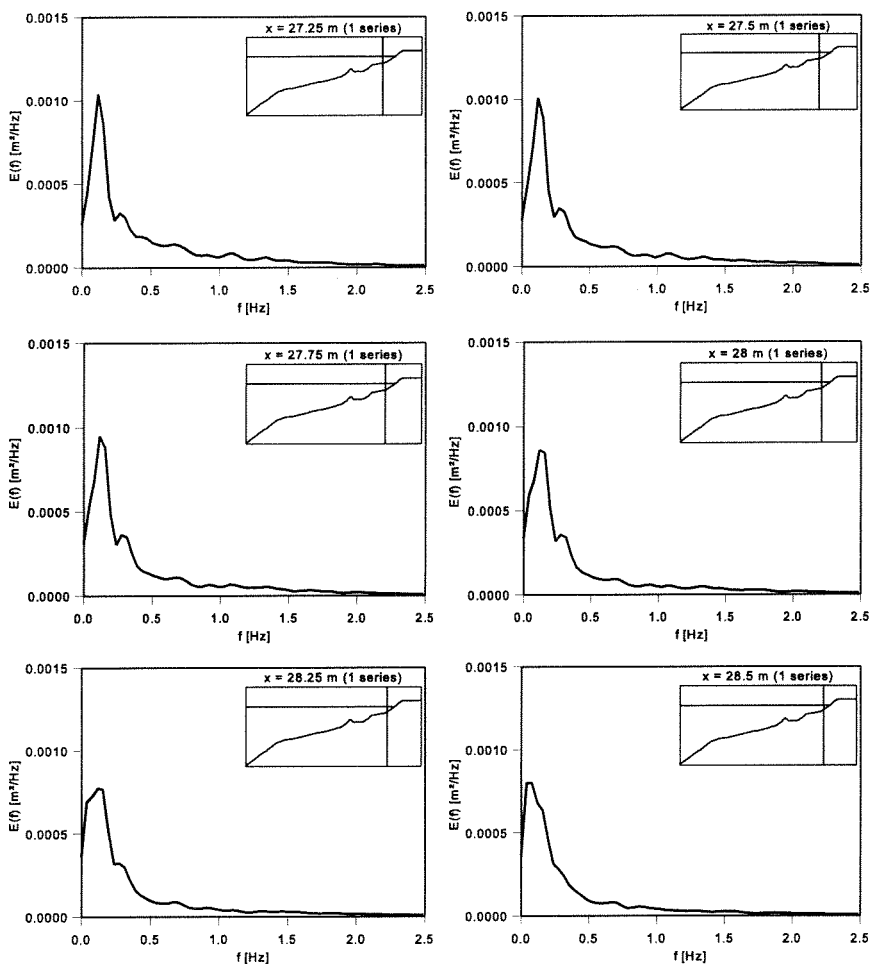 x = 27.25 m (1 series)
0.0015
0.0010
0.0005
0.0000
E(f) [m²/Hz]
0.0 0.5 1.0 1.5 2.0 2.5
f [Hz]
x = 27.5 m (1 series)
0.0015
0.0010
0.0005
0.0000
E(f) [m²/Hz]
0.0 0.5 1.0 1.5 2.0 2.5
f [Hz]
x = 27.75 m (1 series)
0.0015
0.0010
0.0005
0.0000
E(f) [m²/Hz]
0.0 0.5 1.0 1.5 2.0 2.5
f [Hz]
x = 28 m (1 series)
0.0015
0.0010
0.0005
0.0000
E(f) [m²/Hz]
0.0 0.5 1.0 1.5 2.0 2.5
f [Hz]
x = 28.25 m (1 series)
0.0015
0.0010
0.0005
0.0000
E(f) [m²/Hz]
0.0 0.5 1.0 1.5 2.0 2.5
f [Hz]
x = 28.5 m (1 series)
0.0015
0.0010
0.0005
0.0000
E(f) [m²/Hz]
0.0 0.5 1.0 1.5 2.0 2.5
f [Hz]